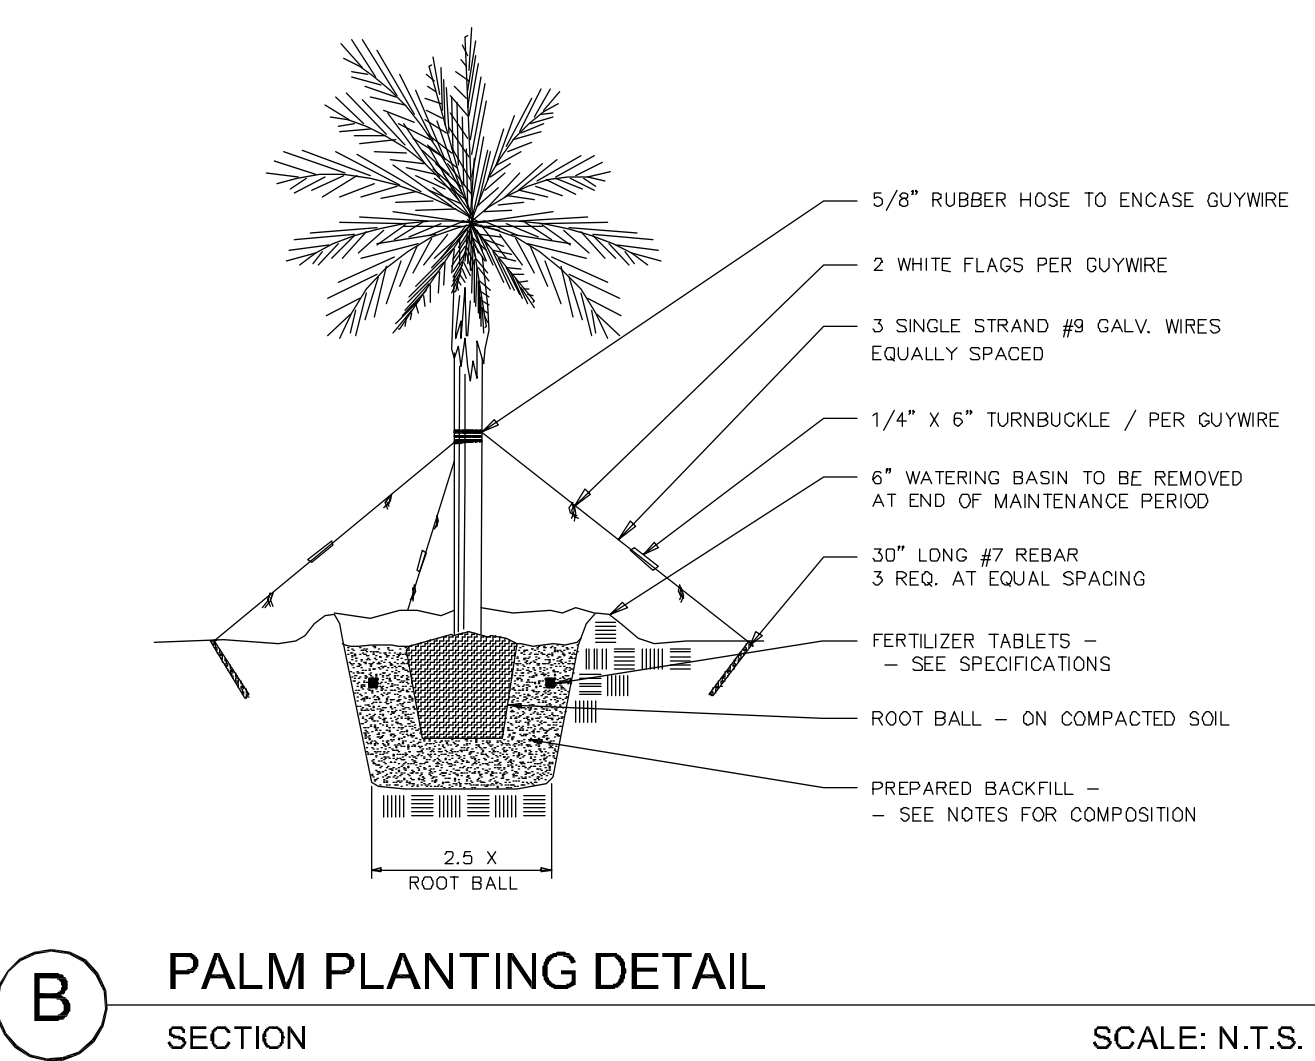 5/8” RUBBER HOSE TO ENCASE GUYWIRE
2 WHITE FLAGS PER GUYWIRE
3 SINGLE STRAND #9 GALV. WIRES
EQUALLY SPACED
1/4” X 6” TURNBUCKLE / PER GUYWIRE
6” WATERING BASIN TO BE REMOVED
AT END OF MAINTENANCE PERIOD
30” LONG #7 REBAR
3 REQ. AT EQUAL SPACING
FERTILIZER TABLETS –
– SEE SPECIFICATIONS
ROOT BALL – ON COMPACTED SOIL
PREPARED BACKFILL –
– SEE NOTES FOR COMPOSITION
2.5 X
ROOT BALL
B
PALM PLANTING DETAIL
SECTION
SCALE: N.T.S.